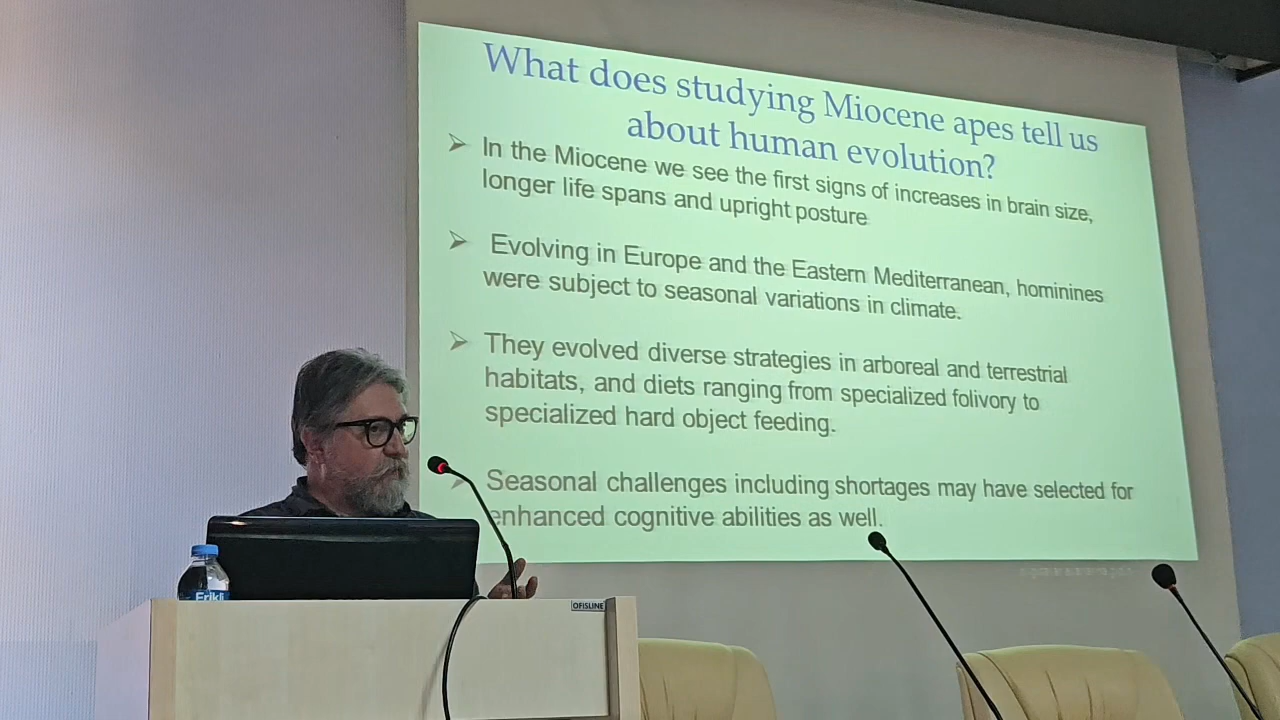 What does studying Miocene apes tell us
about human evolution?
➢ In the Miocene we see the first signs of increases in brain size,
longer life spans and upright posture
➢ Evolving in Europe and the Eastern Mediterranean, hominines
were subject to seasonal variations in climate.
➢ They evolved diverse strategies in arboreal and terrestrial
habitats, and diets ranging from specialized folivory to
specialized hard object feeding.
➢ Seasonal challenges including shortages may have selected for
enhanced cognitive abilities as well.
Erikli
OFISLINE